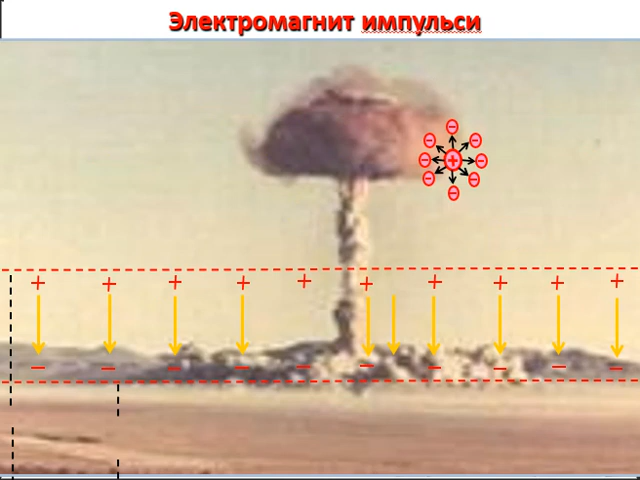 Электромагнит импульси
+
+ + + + + + + + + +